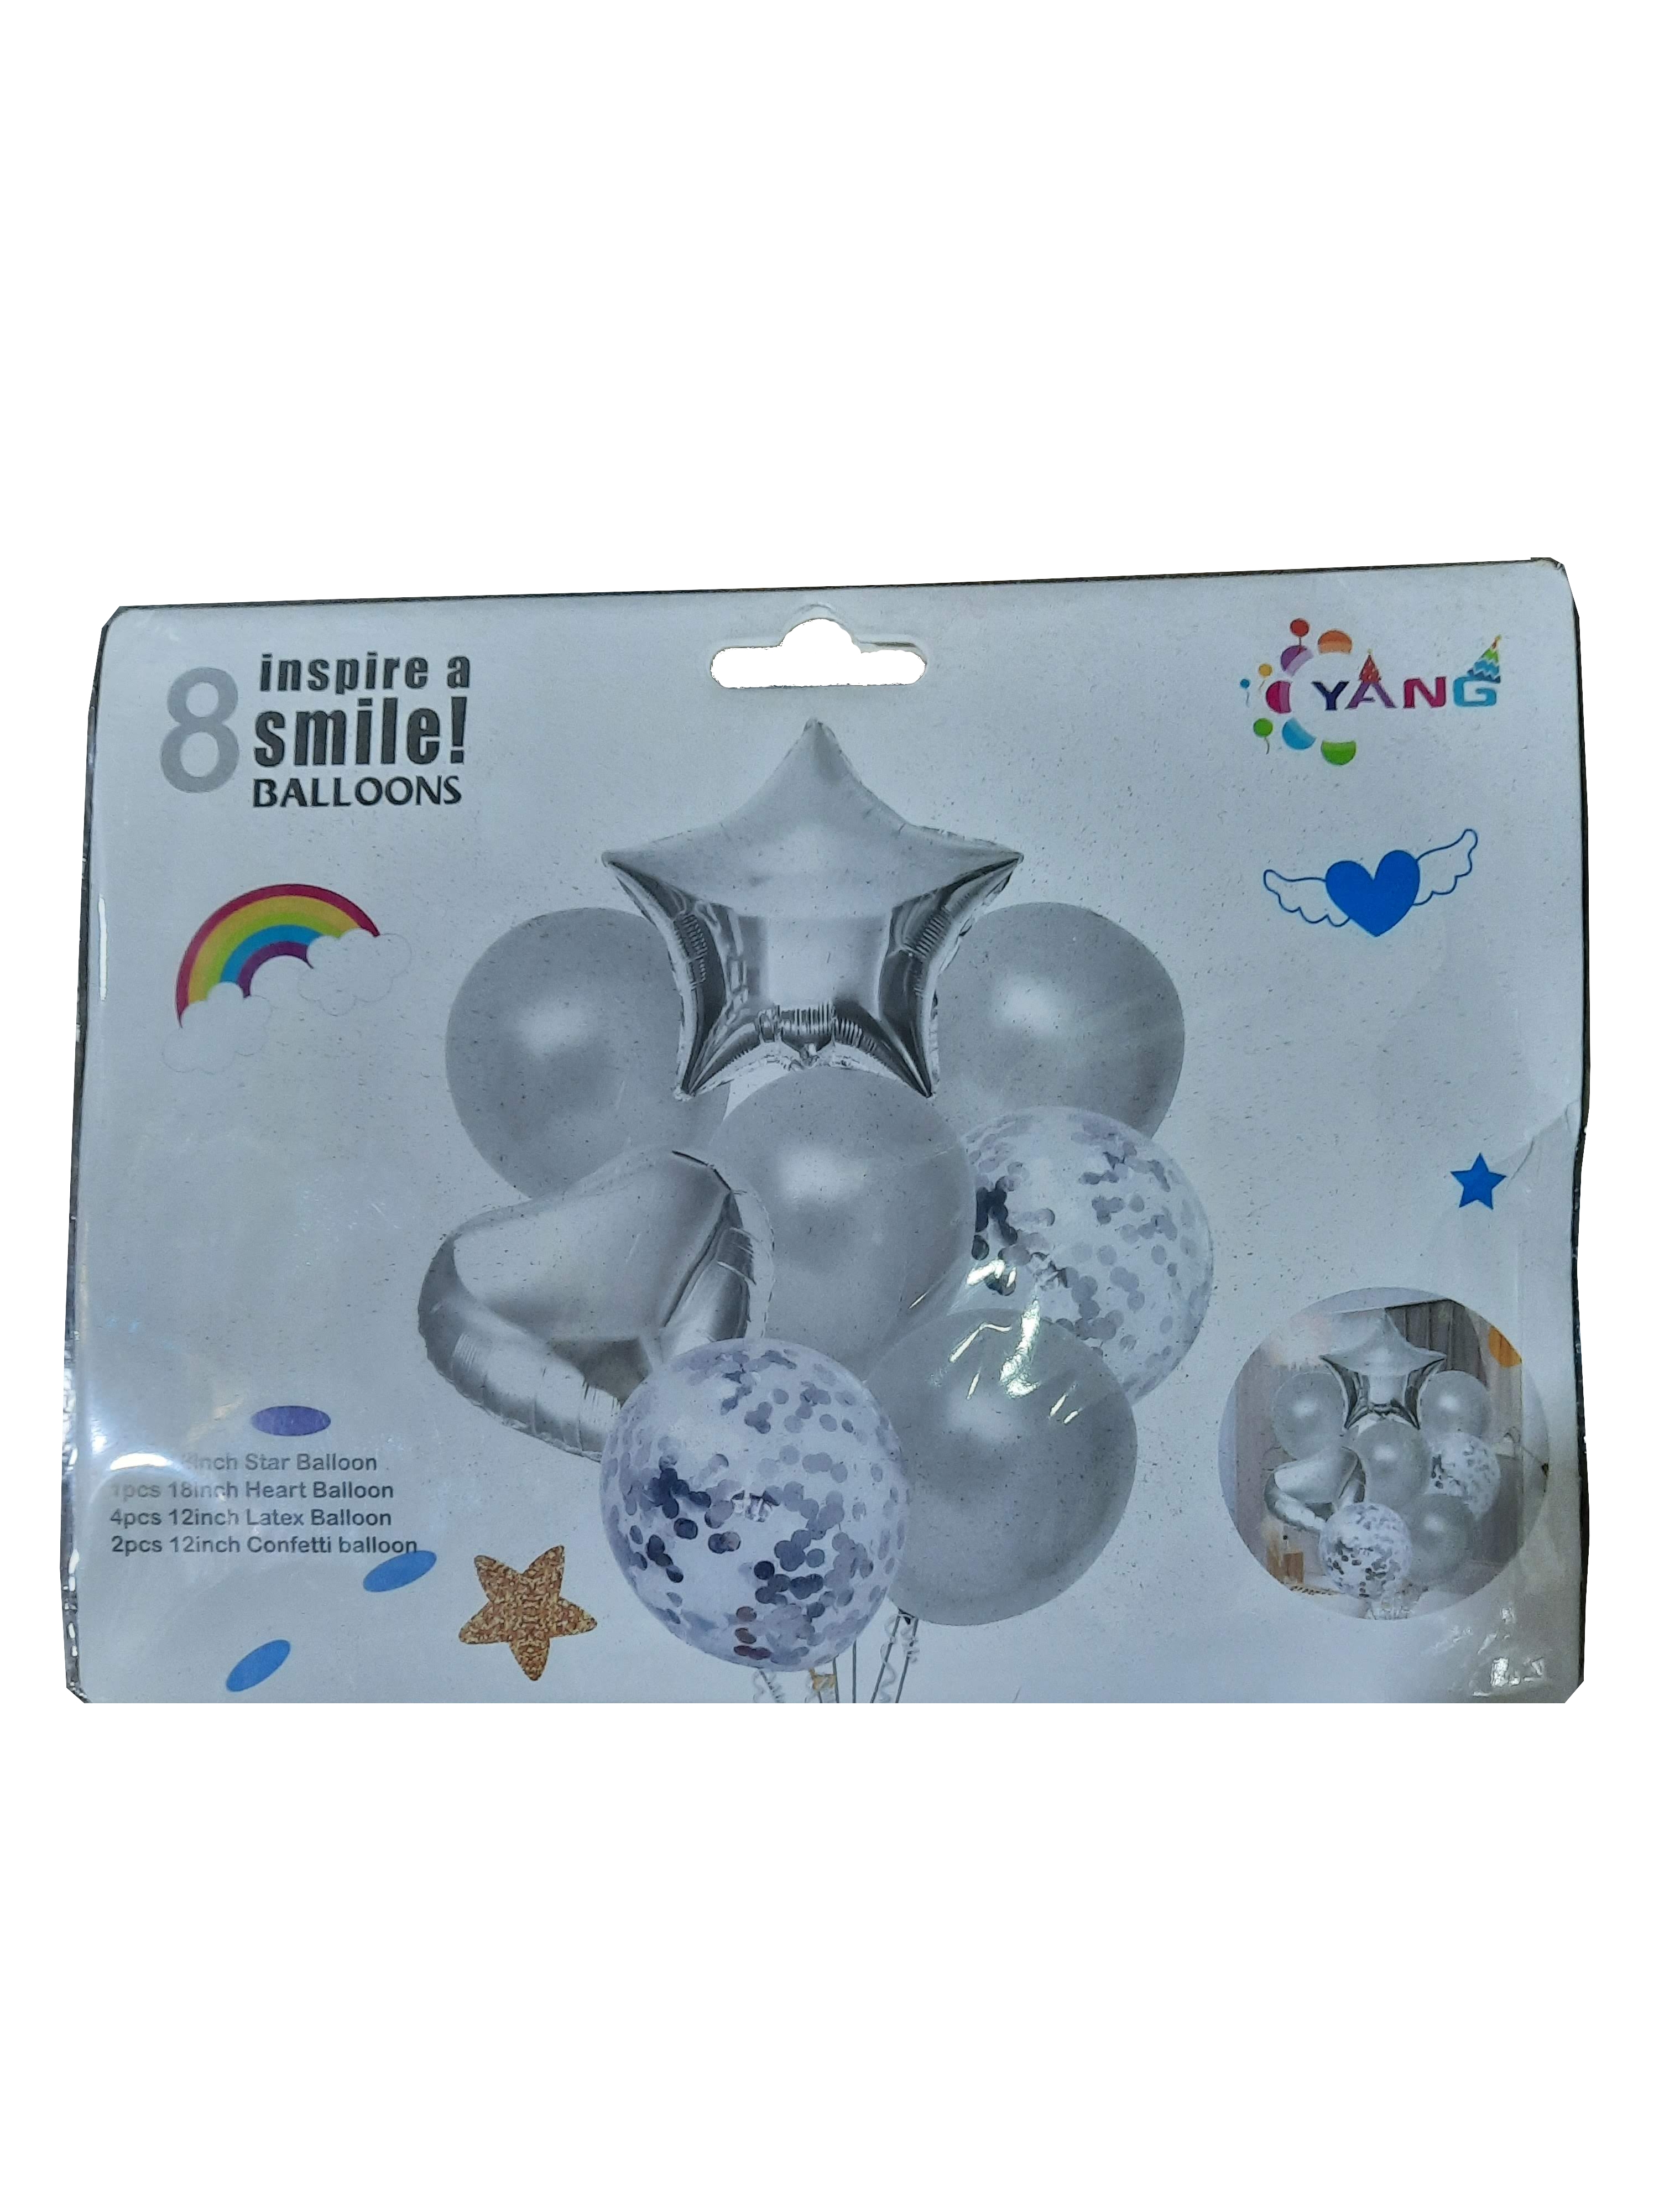 8
inspire a
smile!
BALLOONS
YANG
inch Star Balloon
1pcs 18inch Heart Balloon
4pcs 12inch Latex Balloon
2pcs 12inch Confetti balloon